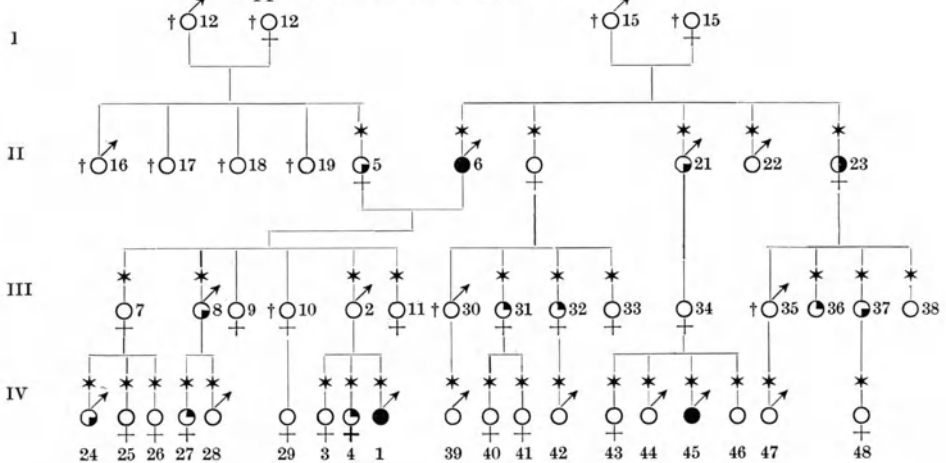 I † 12 † 12 † 15 † 15
II † 16 † 17 † 18 † 19 5 6 21 22 23
III 7 8 9 † 10 2 11 † 30 31 32 33 34 † 35 36 37 38
IV
24 25 26 27 28 29 3 4 1 39 40 41 42 43 44 45 46 47 48